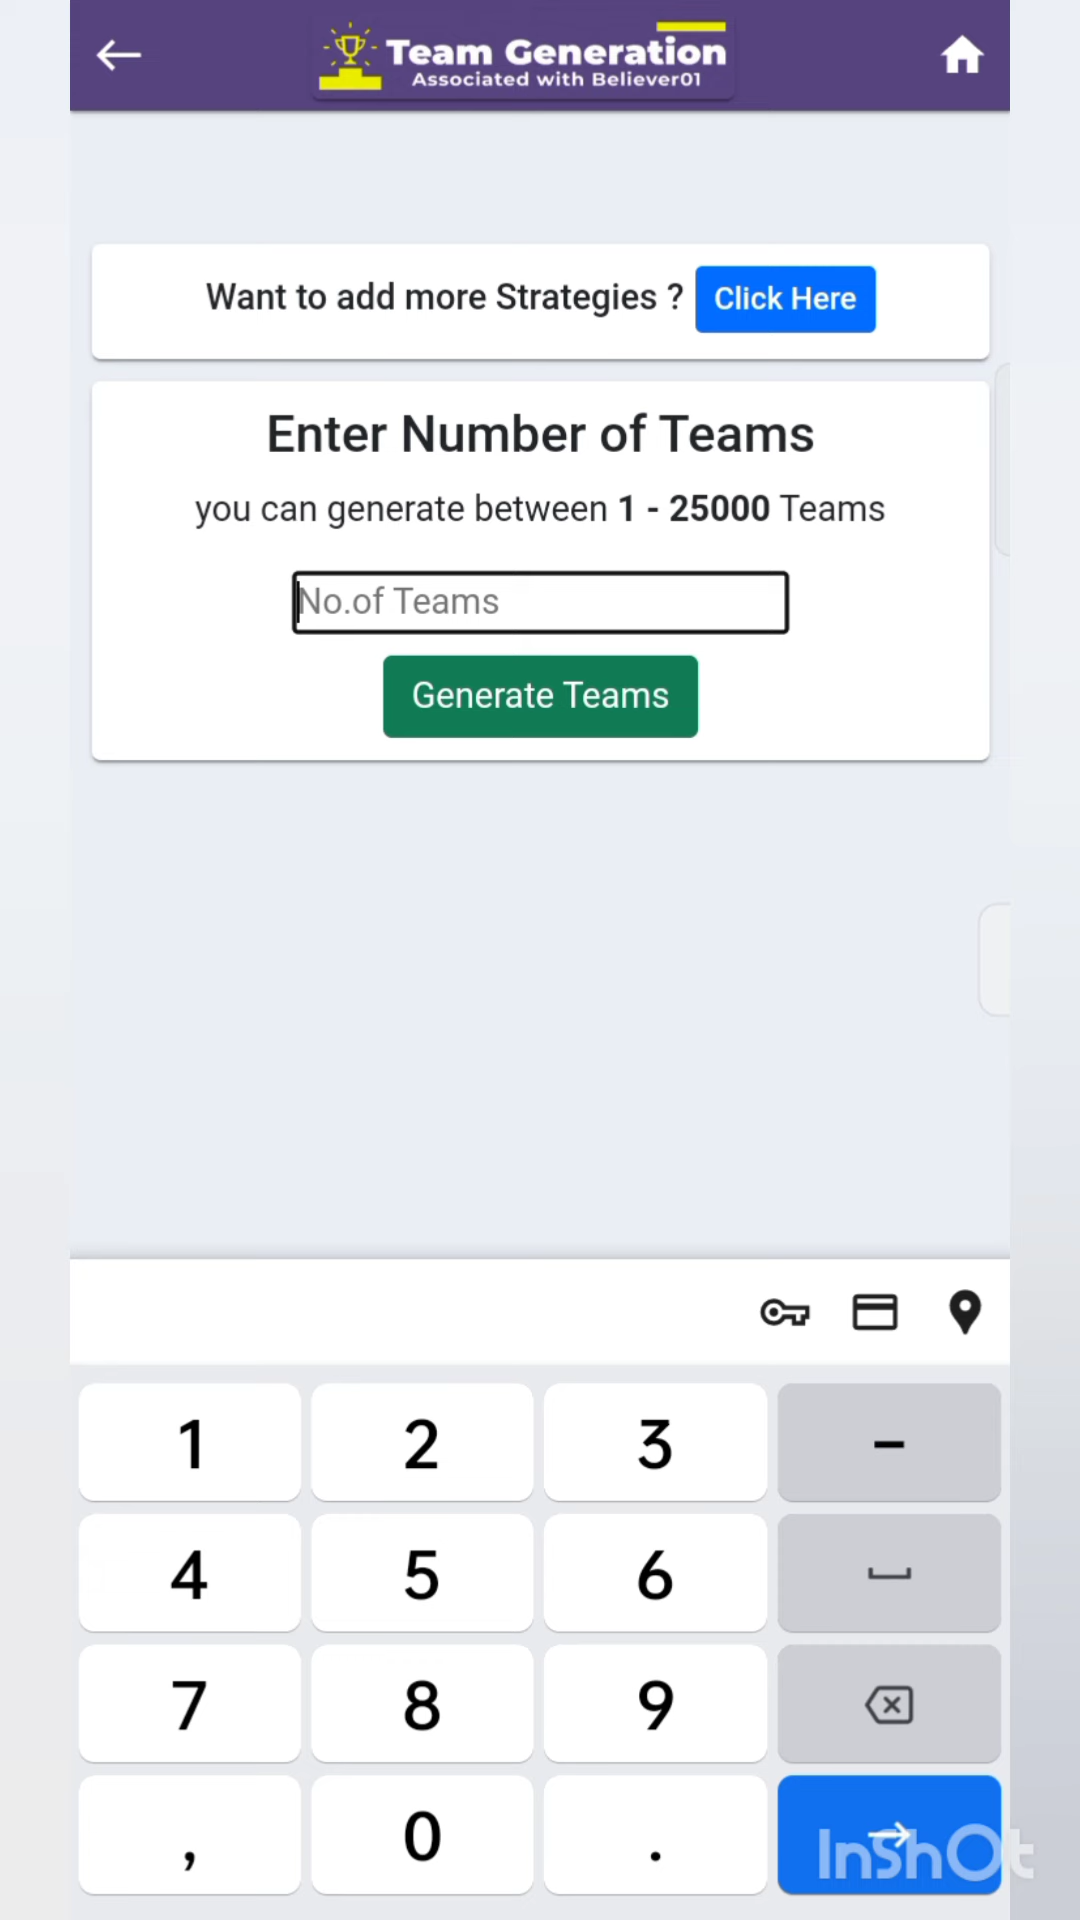 Team Generation
Associated with Believer01
Want to add more Strategies ? Click Here
Enter Number of Teams
you can generate between 1 - 25000 Teams
No.of Teams
Generate Teams
1 2 3 -
4 5 6
7 8 9
, 0 .
InShOt